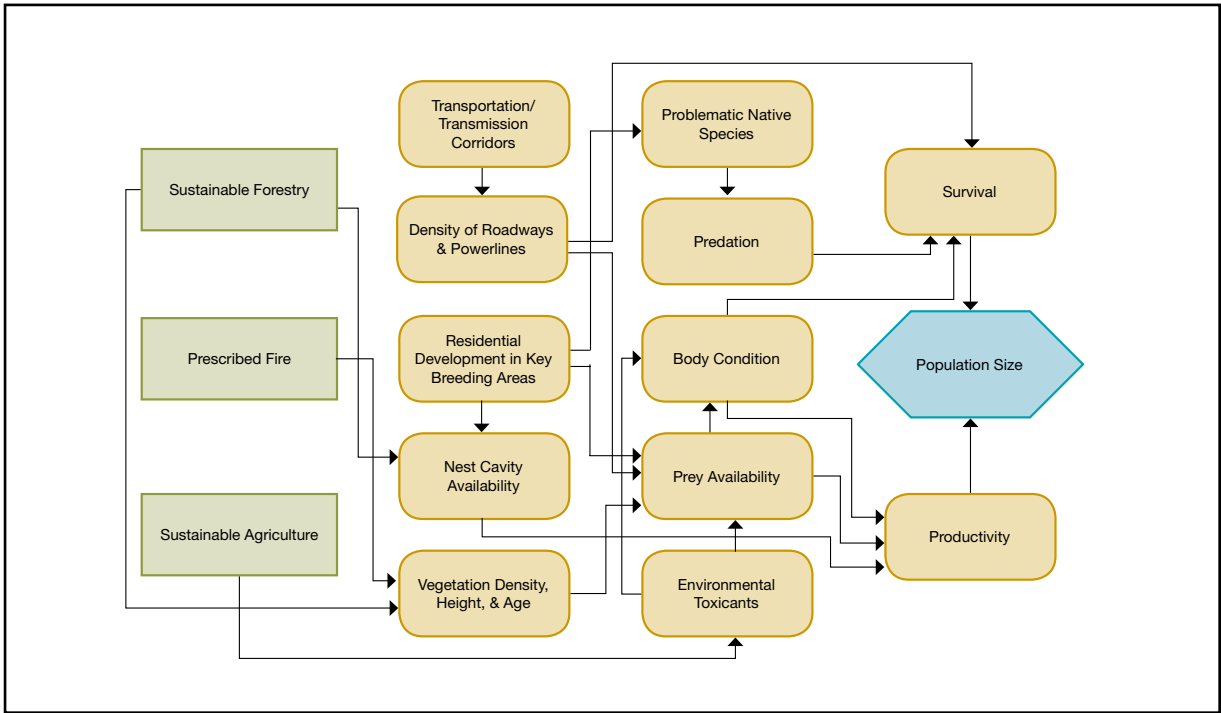 Transportation/
Transmission
Corridors
Problematic Native
Species
Sustainable Forestry
Survival
Density of Roadways
& Powerlines
Predation
Prescribed Fire
Residential
Development in Key
Breeding Areas
Body Condition
Population Size
Nest Cavity
Availability
Prey Availability
Sustainable Agriculture
Productivity
Vegetation Density,
Height, & Age
Environmental
Toxicants